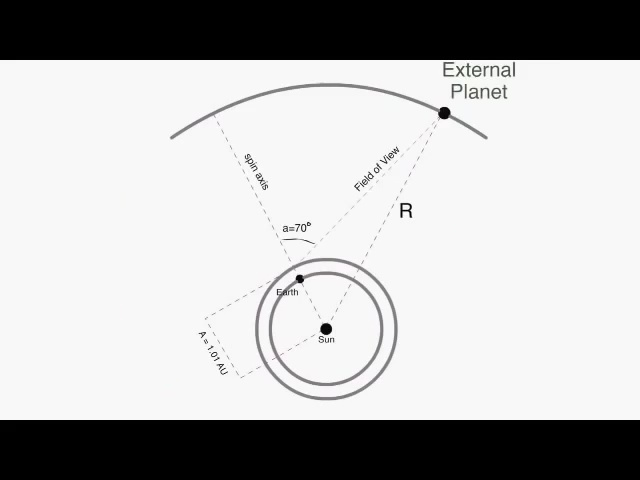 External
Planet
spin axis
Field of View
R
a=70°
Earth
Sun
A = 1.01 AU